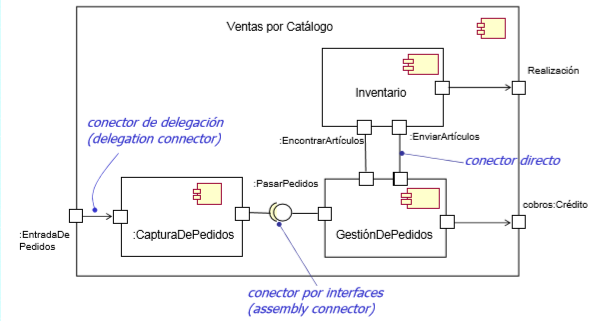 Ventas por Catálogo
Realización
Inventario
conector de delegación
(delegation connector)
:EncontrarArtículos
:EnviarArtículos
conector directo
:PasarPedidos
cobros:Crédito
:EntradaDe
Pedidos
:CapturaDePedidos
GestiónDePedidos
conector por interfaces
(assembly connector)